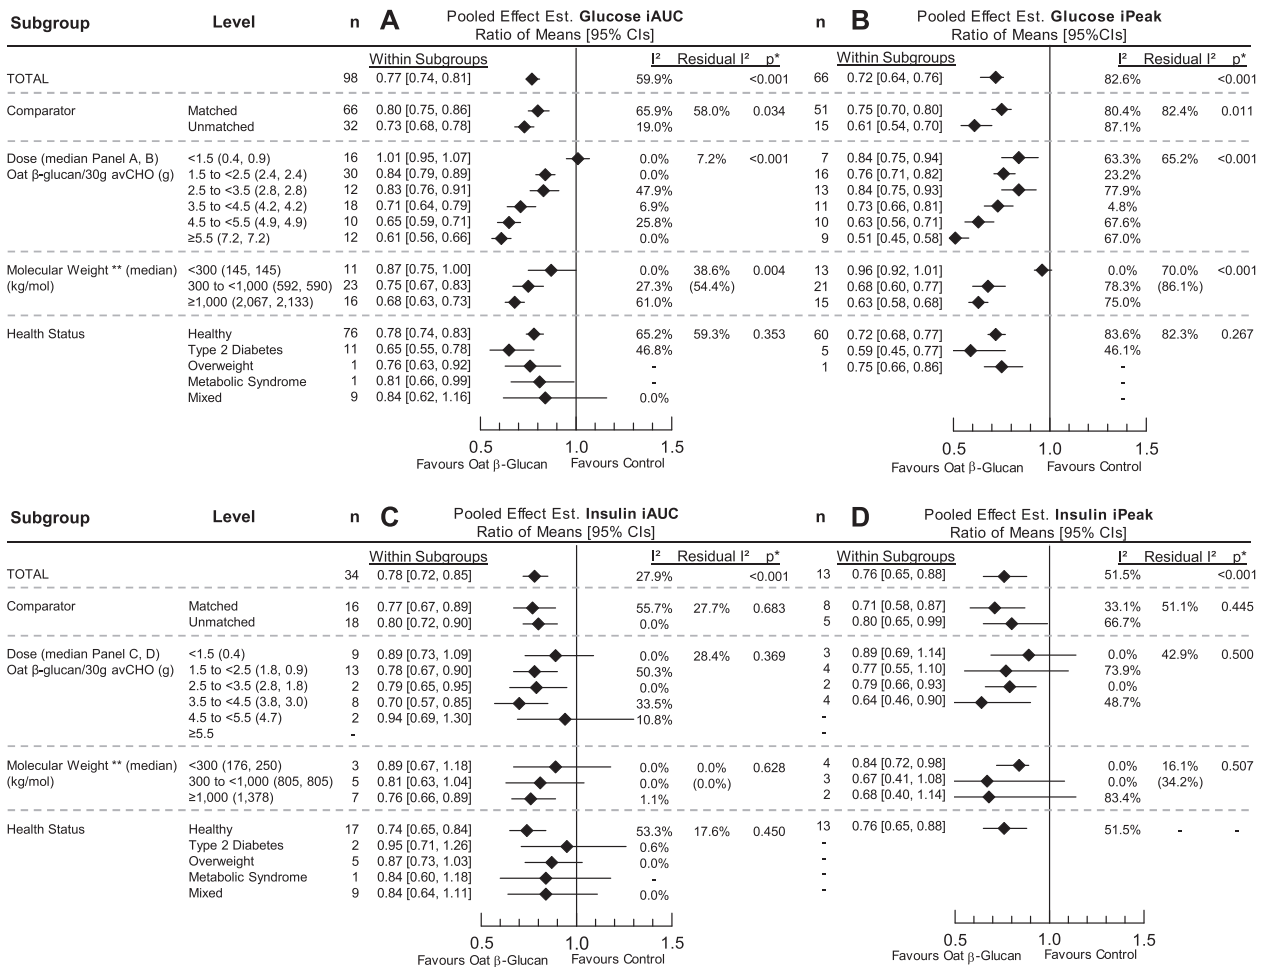 Subgroup Level n A Pooled Effect Est. Glucose iAUC n B Pooled Effect Est. Glucose iPeak
Ratio of Means [95% CIs] Ratio of Means [95%CIs]
Within Subgroups I² Residual I² p* Within Subgroups I² Residual I² p*
TOTAL 98 0.77 [0.74, 0.81] 59.9% <0.001 66 0.72 [0.64, 0.76] 82.6% <0.001
Comparator Matched 66 0.80 [0.75, 0.86] 65.9% 58.0% 0.034 51 0.75 [0.70, 0.80] 80.4% 82.4% 0.011
Unmatched 32 0.73 [0.68, 0.78] 19.0% 15 0.61 [0.54, 0.70] 87.1%
Dose (median Panel A, B) <1.5 (0.4, 0.9) 16 1.01 [0.95, 1.07] 0.0% 7.2% <0.001 7 0.84 [0.75, 0.94] 63.3% 65.2% <0.001
Oat β-glucan/30g avCHO (g) 1.5 to <2.5 (2.4, 2.4) 30 0.84 [0.79, 0.89] 0.0% 16 0.76 [0.71, 0.82] 23.2%
2.5 to <3.5 (2.8, 2.8) 12 0.83 [0.76, 0.91] 47.9% 13 0.84 [0.75, 0.93] 77.9%
3.5 to <4.5 (4.2, 4.2) 18 0.71 [0.64, 0.79] 6.9% 11 0.73 [0.66, 0.81] 4.8%
4.5 to <5.5 (4.9, 4.9) 10 0.65 [0.59, 0.71] 25.8% 10 0.63 [0.56, 0.71] 67.6%
≥5.5 (7.2, 7.2) 12 0.61 [0.56, 0.66] 0.0% 9 0.51 [0.45, 0.58] 67.0%
Molecular Weight ** (median) <300 (145, 145) 11 0.87 [0.75, 1.00] 0.0% 38.6% 0.004 13 0.96 [0.92, 1.01] 0.0% 70.0% <0.001
(kg/mol) 300 to <1,000 (592, 590) 23 0.75 [0.67, 0.83] 27.3% (54.4%) 21 0.68 [0.60, 0.77] 78.3% (86.1%)
≥1,000 (2,067, 2,133) 16 0.68 [0.63, 0.73] 61.0% 15 0.63 [0.58, 0.68] 75.0%
Health Status Healthy 76 0.78 [0.74, 0.83] 65.2% 59.3% 0.353 60 0.72 [0.68, 0.77] 83.6% 82.3% 0.267
Type 2 Diabetes 11 0.65 [0.55, 0.78] 46.8% 5 0.59 [0.45, 0.77] 46.1%
Overweight 1 0.76 [0.63, 0.92] - 1 0.75 [0.66, 0.86] -
Metabolic Syndrome 1 0.81 [0.66, 0.99] - -
Mixed 9 0.84 [0.62, 1.16] 0.0% -
0.5 1.0 1.5 0.5 1.0 1.5
Favours Oat β-Glucan Favours Control Favours Oat β-Glucan Favours Control
Subgroup Level n C Pooled Effect Est. Insulin iAUC n D Pooled Effect Est. Insulin iPeak
Ratio of Means [95% CIs] Ratio of Means [95% CIs]
Within Subgroups I² Residual I² p* Within Subgroups I² Residual I² p*
TOTAL 34 0.78 [0.72, 0.85] 27.9% <0.001 13 0.76 [0.65, 0.88] 51.5% <0.001
Comparator Matched 16 0.77 [0.67, 0.89] 55.7% 27.7% 0.683 8 0.71 [0.58, 0.87] 33.1% 51.1% 0.445
Unmatched 18 0.80 [0.72, 0.90] 0.0% 5 0.80 [0.65, 0.99] 66.7%
Dose (median Panel C, D) <1.5 (0.4) 9 0.89 [0.73, 1.09] 0.0% 28.4% 0.369 3 0.89 [0.69, 1.14] 0.0% 42.9% 0.500
Oat β-glucan/30g avCHO (g) 1.5 to <2.5 (1.8, 0.9) 13 0.78 [0.67, 0.90] 50.3% 4 0.77 [0.55, 1.10] 73.9%
2.5 to <3.5 (2.8, 1.8) 2 0.79 [0.65, 0.95] 0.0% 2 0.79 [0.66, 0.93] 0.0%
3.5 to <4.5 (3.8, 3.0) 8 0.70 [0.57, 0.85] 33.5% 4 0.64 [0.46, 0.90] 48.7%
4.5 to <5.5 (4.7) 2 0.94 [0.69, 1.30] 10.8% -
≥5.5 - -
Molecular Weight ** (median) <300 (176, 250) 3 0.89 [0.67, 1.18] 0.0% 0.0% 0.628 4 0.84 [0.72, 0.98] 0.0% 16.1% 0.507
(kg/mol) 300 to <1,000 (805, 805) 5 0.81 [0.63, 1.04] 0.0% (0.0%) 3 0.67 [0.41, 1.08] 0.0% (34.2%)
≥1,000 (1,378) 7 0.76 [0.66, 0.89] 1.1% 2 0.68 [0.40, 1.14] 83.4%
Health Status Healthy 17 0.74 [0.65, 0.84] 53.3% 17.6% 0.450 13 0.76 [0.65, 0.88] 51.5% - -
Type 2 Diabetes 2 0.95 [0.71, 1.26] 0.6% -
Overweight 5 0.87 [0.73, 1.03] 0.0% -
Metabolic Syndrome 1 0.84 [0.60, 1.18] - -
Mixed 9 0.84 [0.64, 1.11] 0.0% -
0.5 1.0 1.5 0.5 1.0 1.5
Favours Oat β-Glucan Favours Control Favours Oat β-Glucan Favours Control